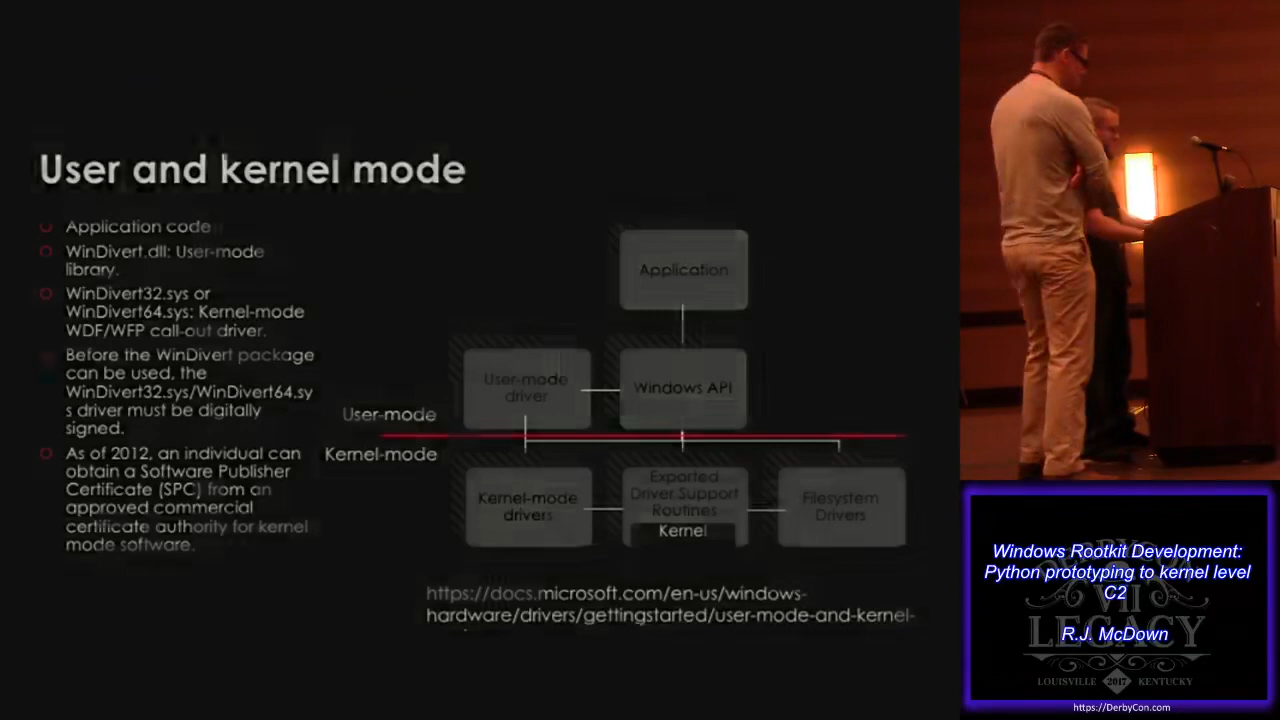 User and kernel mode
Application code
WinDivert.dll: User-mode
library.
WinDivert32.sys or
WinDivert64.sys: Kernel-mode
WDF/WFP call-out driver.
Before the WinDivert package
can be used, the
WinDivert32.sys/WinDivert64.sy
s driver must be digitally
signed.
As of 2012, an individual can
obtain a Software Publisher
Certificate (SPC) from an
approved commercial
certificate authority for kernel
mode software.
Application
User-mode
driver
Windows API
User-mode
Kernel-mode
Kernel-mode
drivers
Exported
Driver Support
Routines
Kernel
Filesystem
Drivers
https://docs.microsoft.com/en-us/windows-
hardware/drivers/gettingstarted/user-mode-and-kernel-
Windows Rootkit Development:
Python prototyping to kernel level
C2
R.J. McDown
VII
LEGACY
LOUISVILLE 2017 KENTUCKY
https://DerbyCon.com